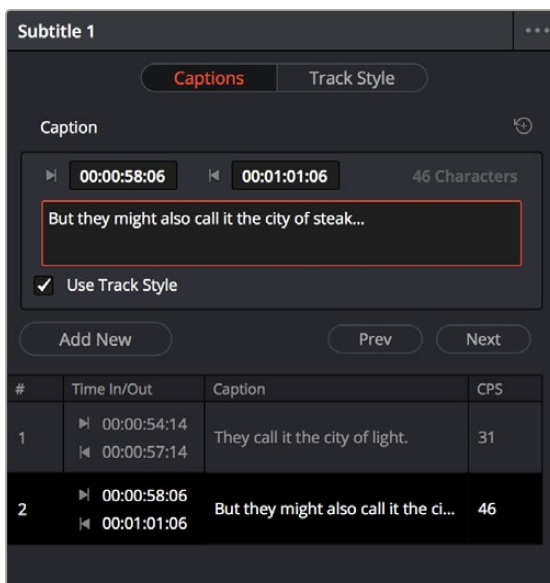 Subtitle 1
Captions Track Style
Caption
00:00:58:06 00:01:01:06 46 Characters
But they might also call it the city of steak...
Use Track Style
Add New Prev Next
# Time In/Out Caption CPS
1 00:00:54:14 00:00:57:14 They call it the city of light. 31
2 00:00:58:06 00:01:01:06 But they might also call it the ci... 46